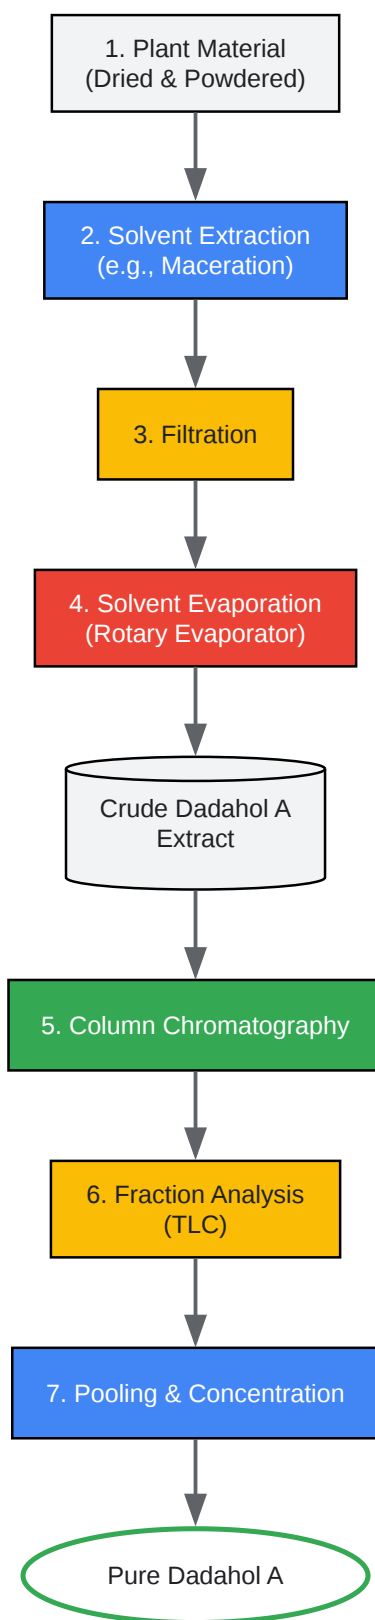 1. Plant Material
(Dried & Powdered)
2. Solvent Extraction
(e.g., Maceration)
3. Filtration
4. Solvent Evaporation
(Rotary Evaporator)
Crude Dadahol A
Extract
5. Column Chromatography
6. Fraction Analysis
(TLC)
7. Pooling & Concentration
Pure Dadahol A